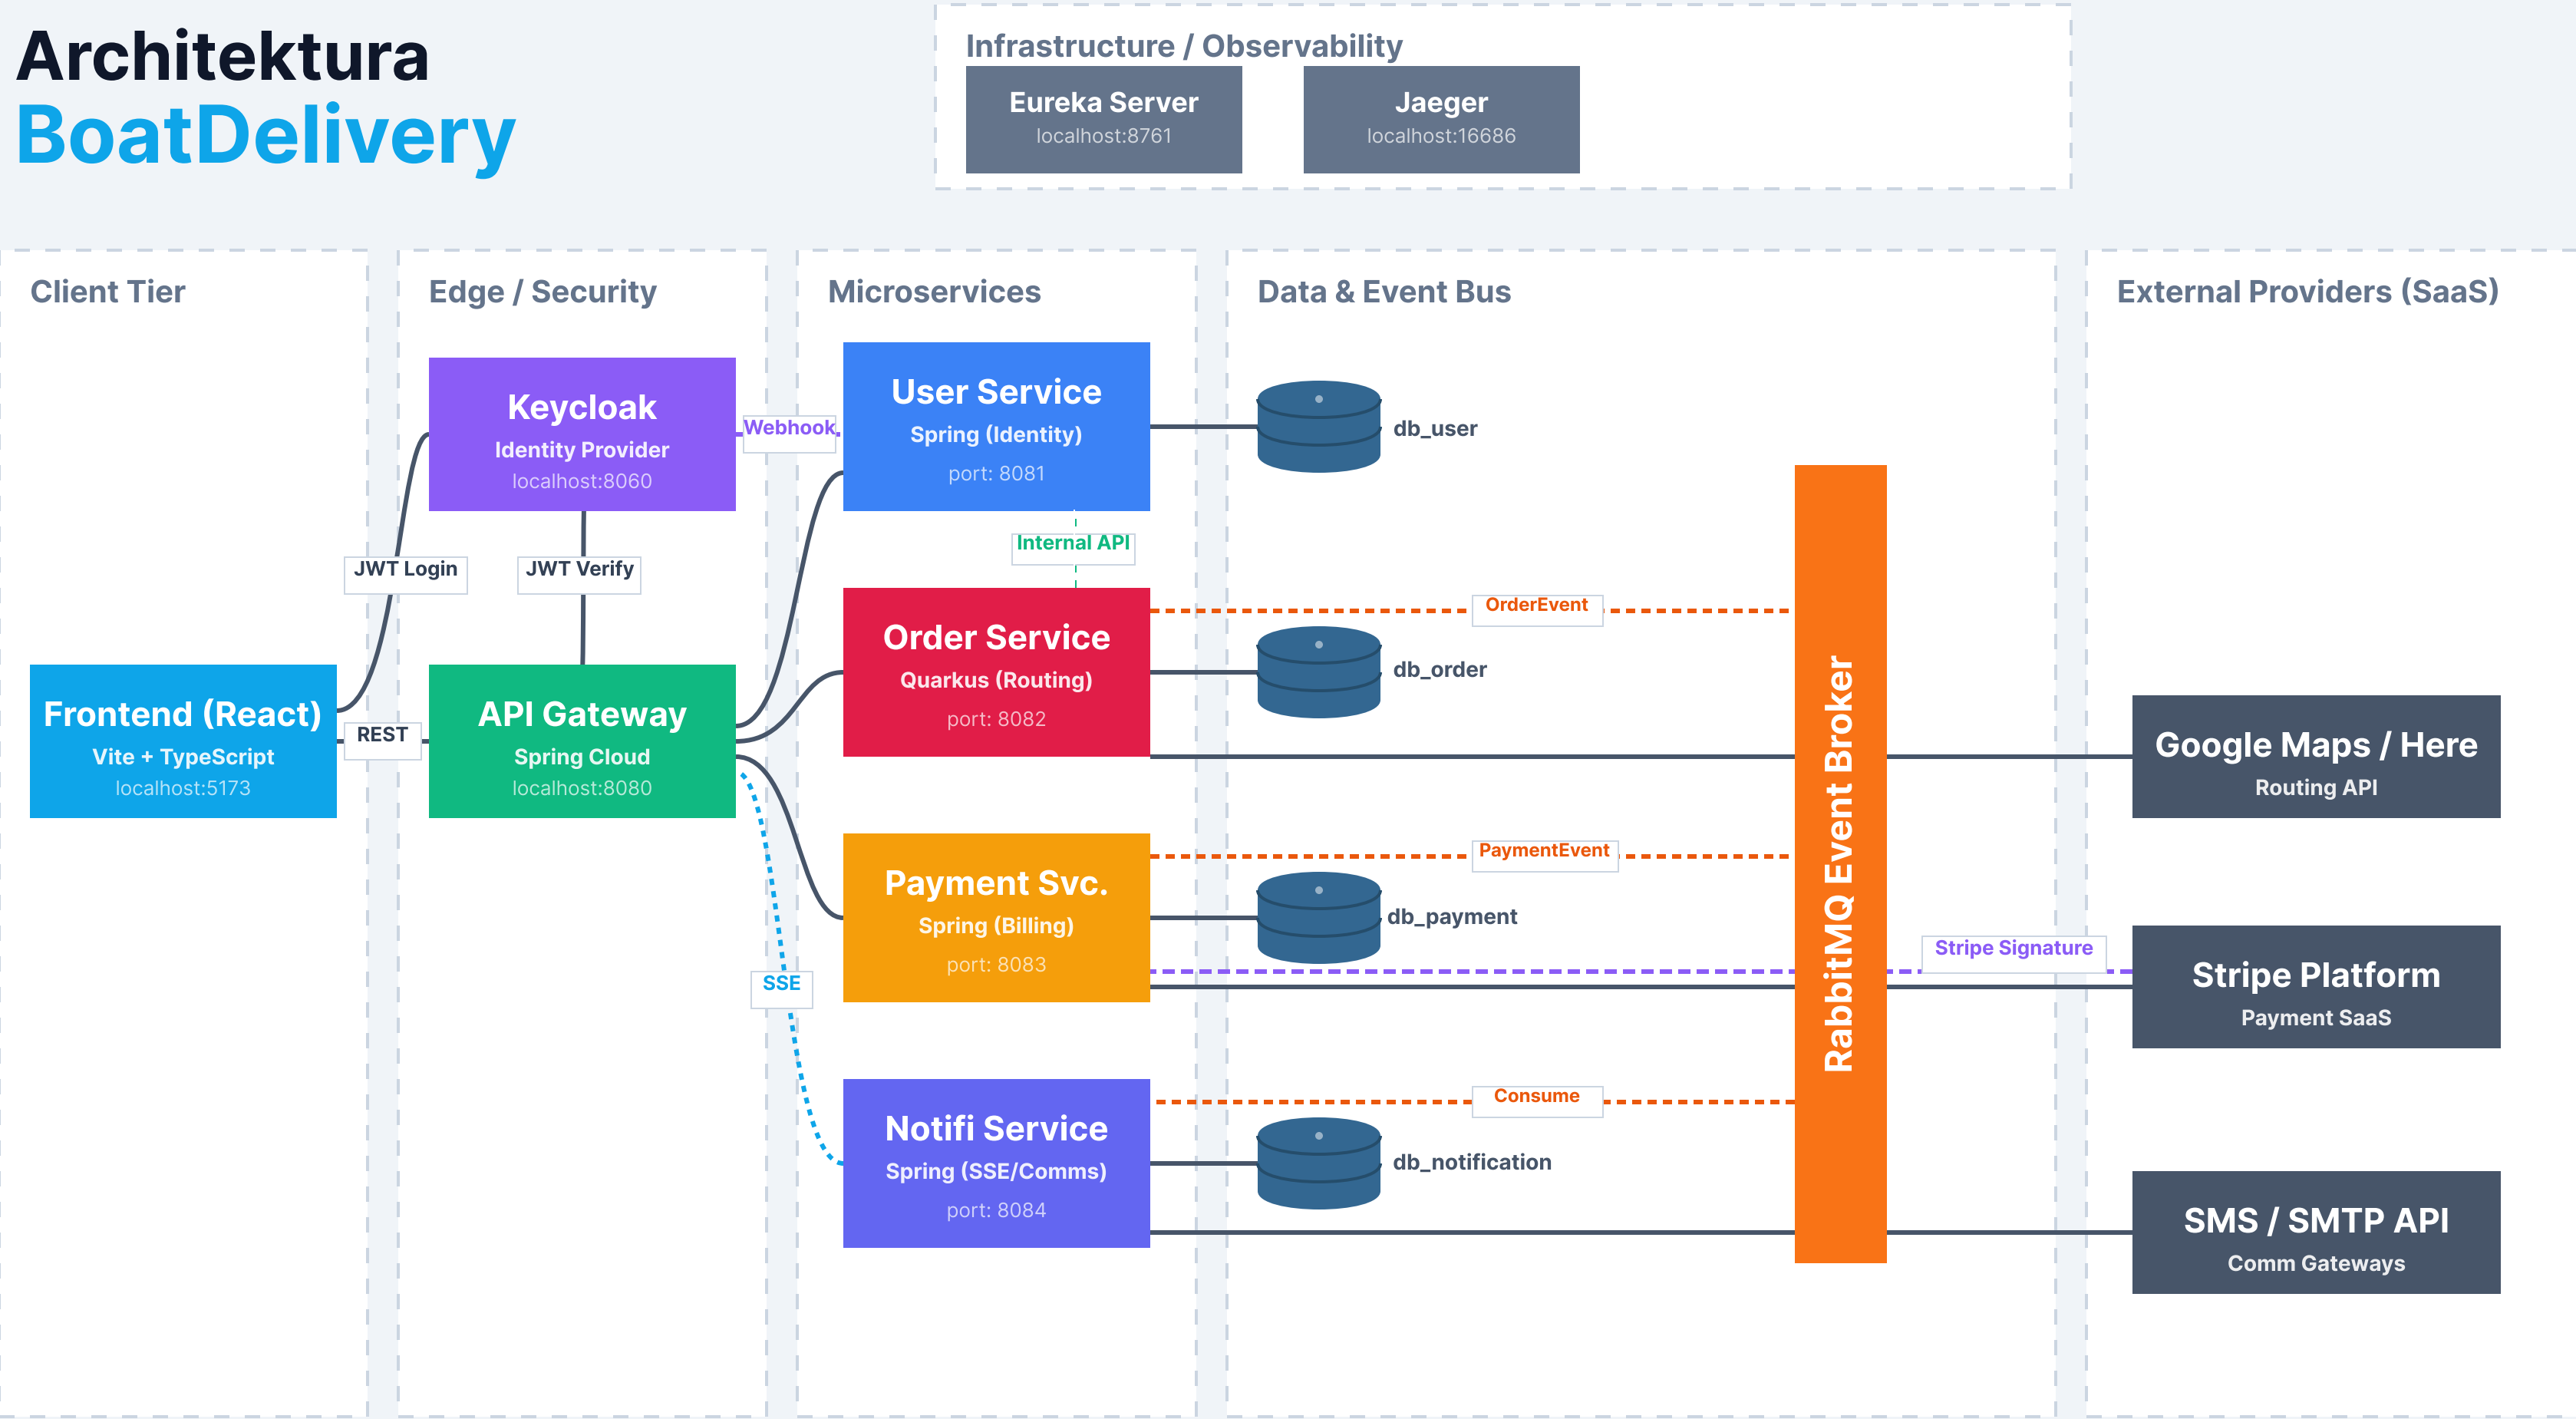 Architektura
BoatDelivery
Infrastructure / Observability
Eureka Server
localhost:8761
Jaeger
localhost:16686
Client Tier
Frontend (React)
Vite + TypeScript
localhost:5173
JWT Login
REST
Edge / Security
Keycloak
Identity Provider
localhost:8060
JWT Verify
API Gateway
Spring Cloud
localhost:8080
Webhook
SSE
Microservices
User Service
Spring (Identity)
port: 8081
Internal API
Order Service
Quarkus (Routing)
port: 8082
Payment Svc.
Spring (Billing)
port: 8083
Notifi Service
Spring (SSE/Comms)
port: 8084
Data & Event Bus
db_user
OrderEvent
db_order
PaymentEvent
db_payment
Consume
db_notification
RabbitMQ Event Broker
Stripe Signature
External Providers (SaaS)
Google Maps / Here
Routing API
Stripe Platform
Payment SaaS
SMS / SMTP API
Comm Gateways